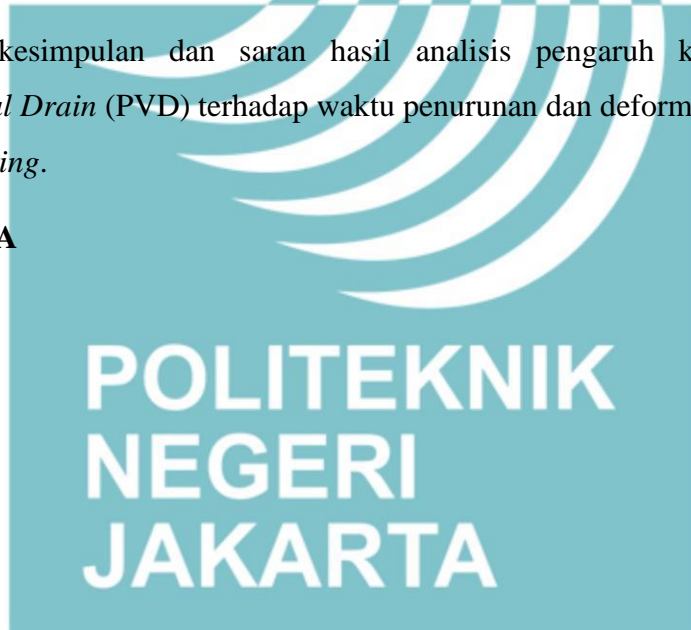 kesimpulan dan saran hasil analisis pengaruh k
al Drain (PVD) terhadap waktu penurunan dan deform
ing.
A
POLITEKNIK
NEGERI
JAKARTA